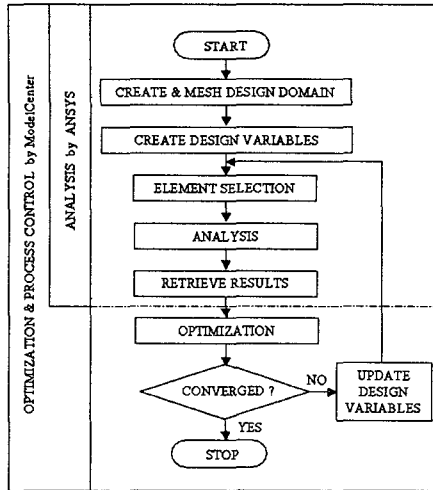 OPTIMIZATION & PROCESS CONTROL by ModelCenter
ANALYSIS by ANSYS
START
CREATE & MESH DESIGN DOMAIN
CREATE DESIGN VARIABLES
ELEMENT SELECTION
ANALYSIS
RETRIEVE RESULTS
OPTIMIZATION
CONVERGED ?
NO
UPDATE
DESIGN
VARIABLES
YES
STOP